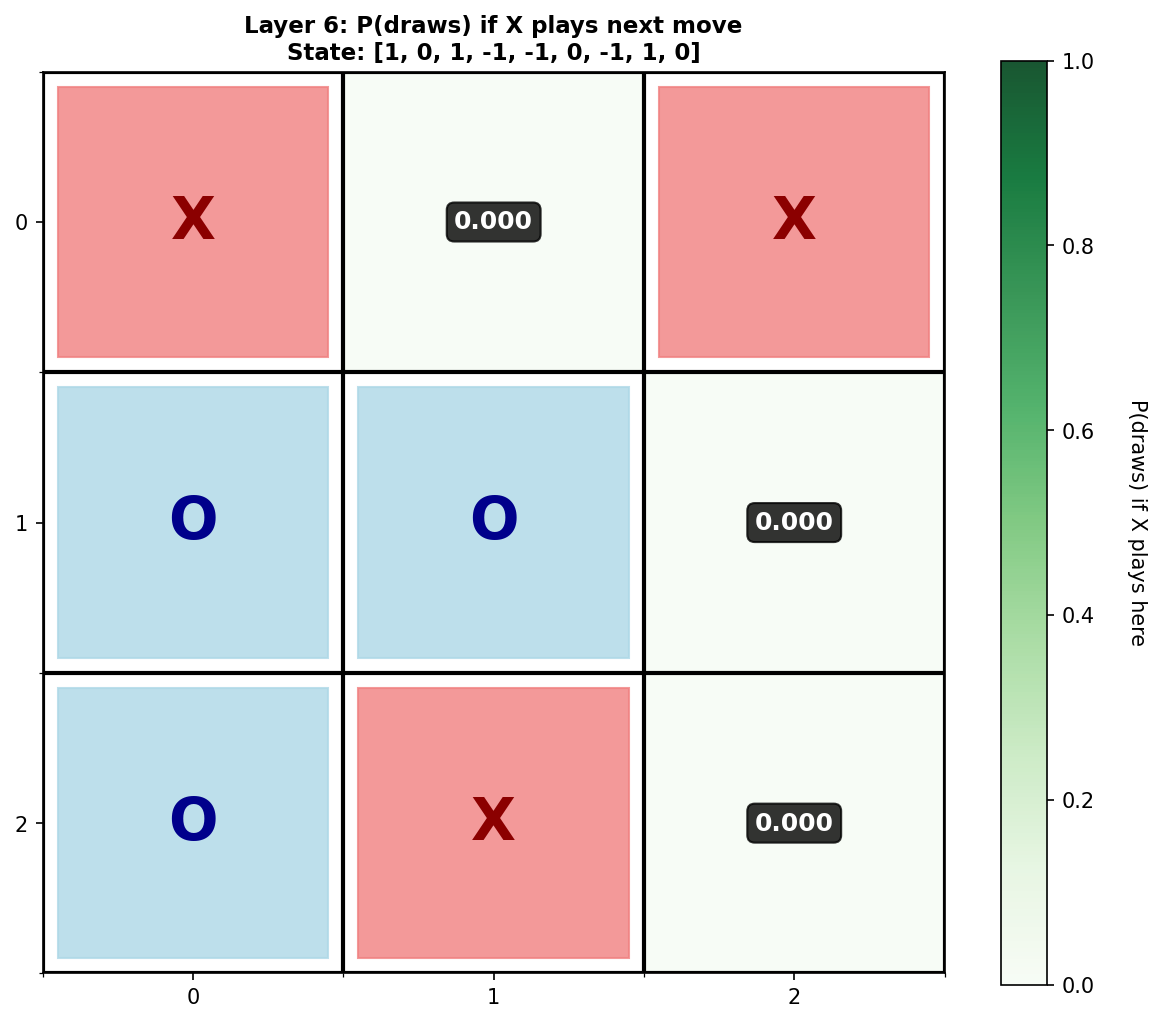 Layer 6: P(draws) if X plays next move
State: [1, 0, 1, -1, -1, 0, -1, 1, 0]
X
0.000
X
O
O
0.000
O
X
0.000
0
1
2
0
1
2
1.0
0.8
0.6
0.4
0.2
0.0
P(draws) if X plays here